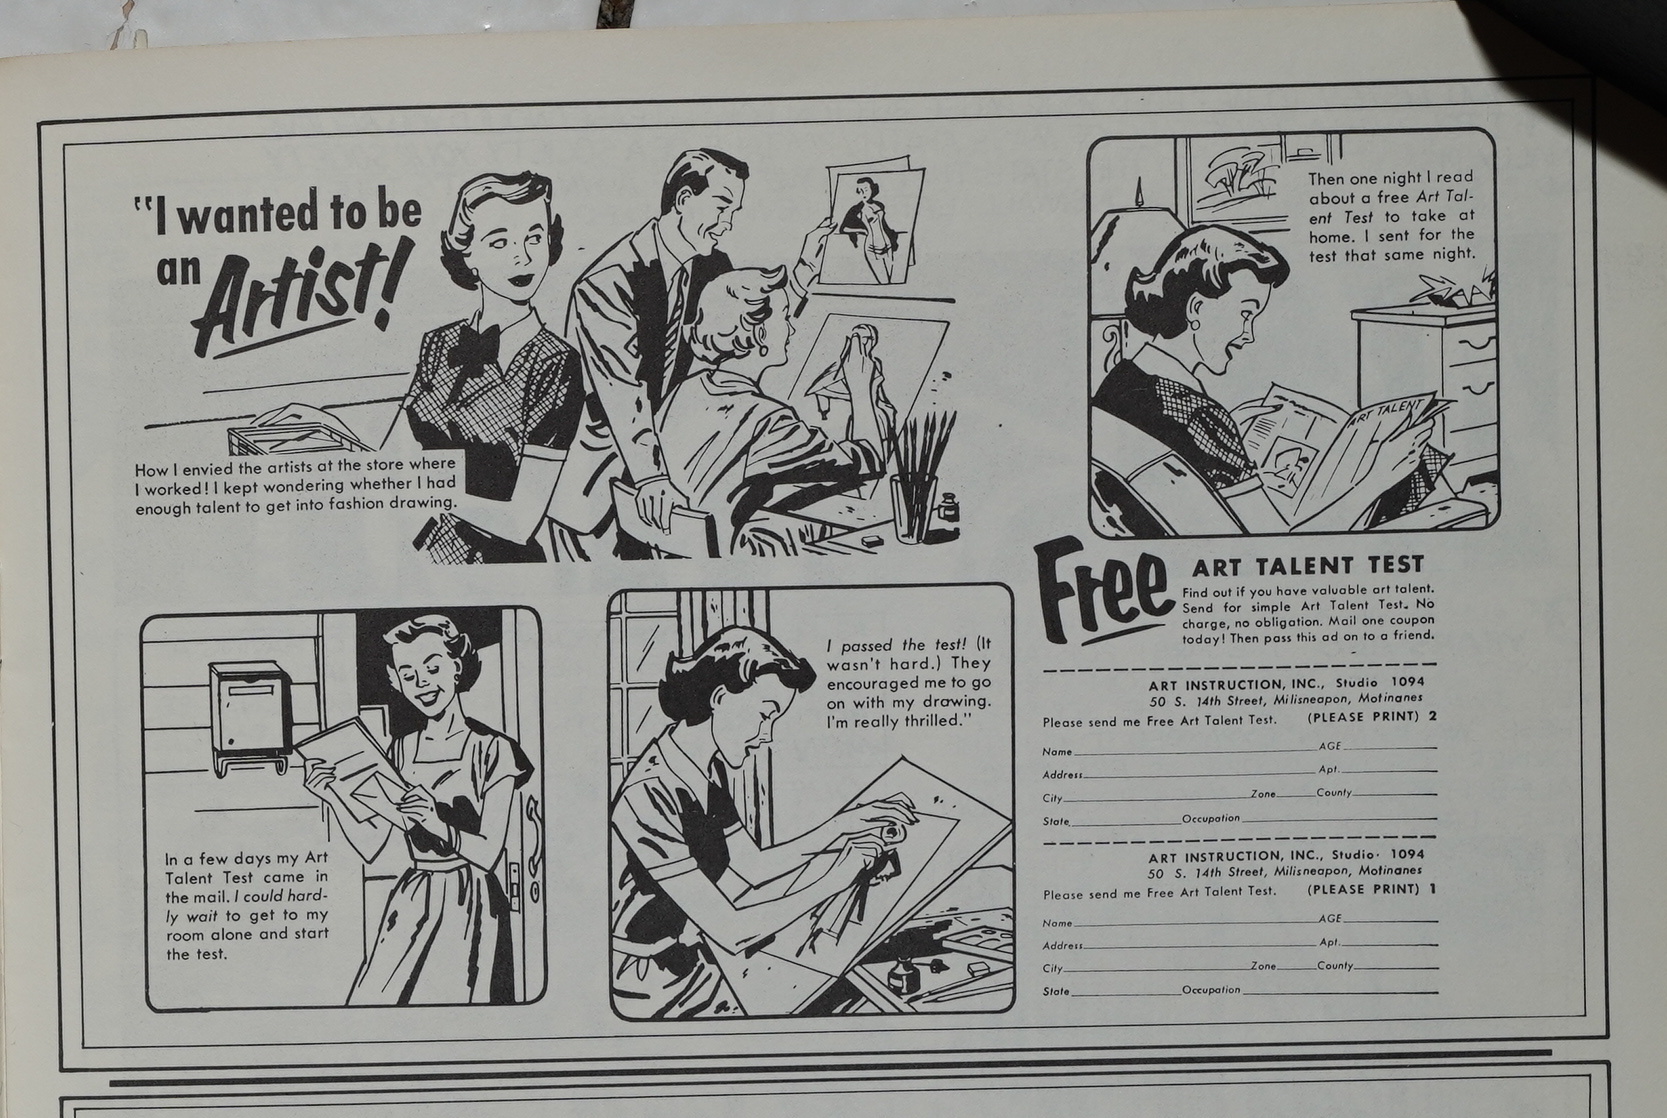 "I wanted to be
an Artist!
How I envied the artists at the store where
I worked! I kept wondering whether I had
enough talent to get into fashion drawing.
Then one night I read
about a free Art Tal-
ent Test to take at
home. I sent for the
test that same night.
ART TALENT
In a few days my Art
Talent Test came in
the mail. I could hard-
ly wait to get to my
room alone and start
the test.
I passed the test! (It
wasn't hard.) They
encouraged me to go
on with my drawing.
I'm really thrilled."
Free ART TALENT TEST
Find out if you have valuable art talent.
Send for simple Art Talent Test. No
charge, no obligation. Mail one coupon
today! Then pass this ad on to a friend.
ART INSTRUCTION, INC., Studio 1094
50 S. 14th Street, Milisneapon, Motinanes
Please send me Free Art Talent Test. (PLEASE PRINT) 2
Name AGE
Address Apt.
City Zone County
State Occupation
ART INSTRUCTION, INC., Studio 1094
50 S. 14th Street, Milisneapon, Motinanes
Please send me Free Art Talent Test. (PLEASE PRINT) 1
Name AGE
Address Apt.
City Zone County
State Occupation